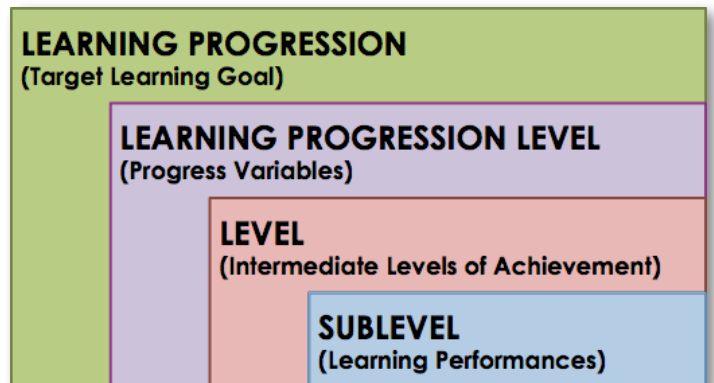 LEARNING PROGRESSION
(Target Learning Goal)
LEARNING PROGRESSION LEVEL
(Progress Variables)
LEVEL
(Intermediate Levels of Achievement)
SUBLEVEL
(Learning Performances)